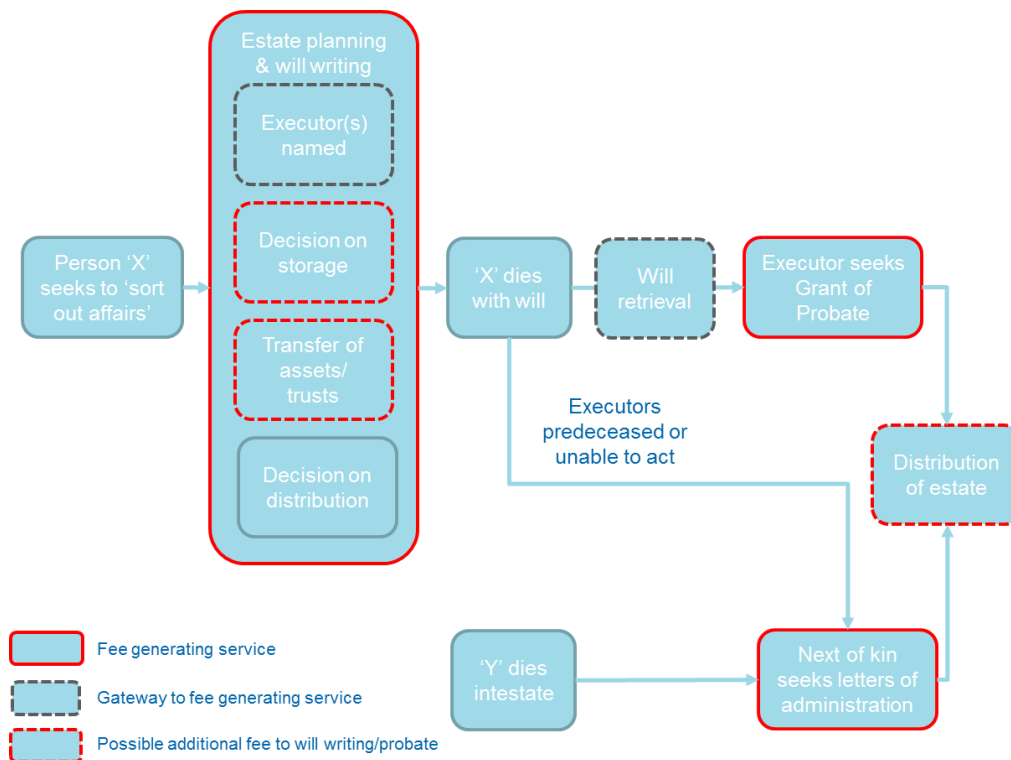 Estate planning
& will writing
Executor(s)
named
Decision on
storage
Transfer of
assets/
trusts
Decision on
distribution
Person ‘X’
seeks to ‘sort
out affairs’
‘X’ dies
with will
Will
retrieval
Executor seeks
Grant of
Probate
Executors
predeceased or
unable to act
Distribution
of estate
‘Y’ dies
intestate
Next of kin
seeks letters of
administration
Fee generating service
Gateway to fee generating service
Possible additional fee to will writing/probate